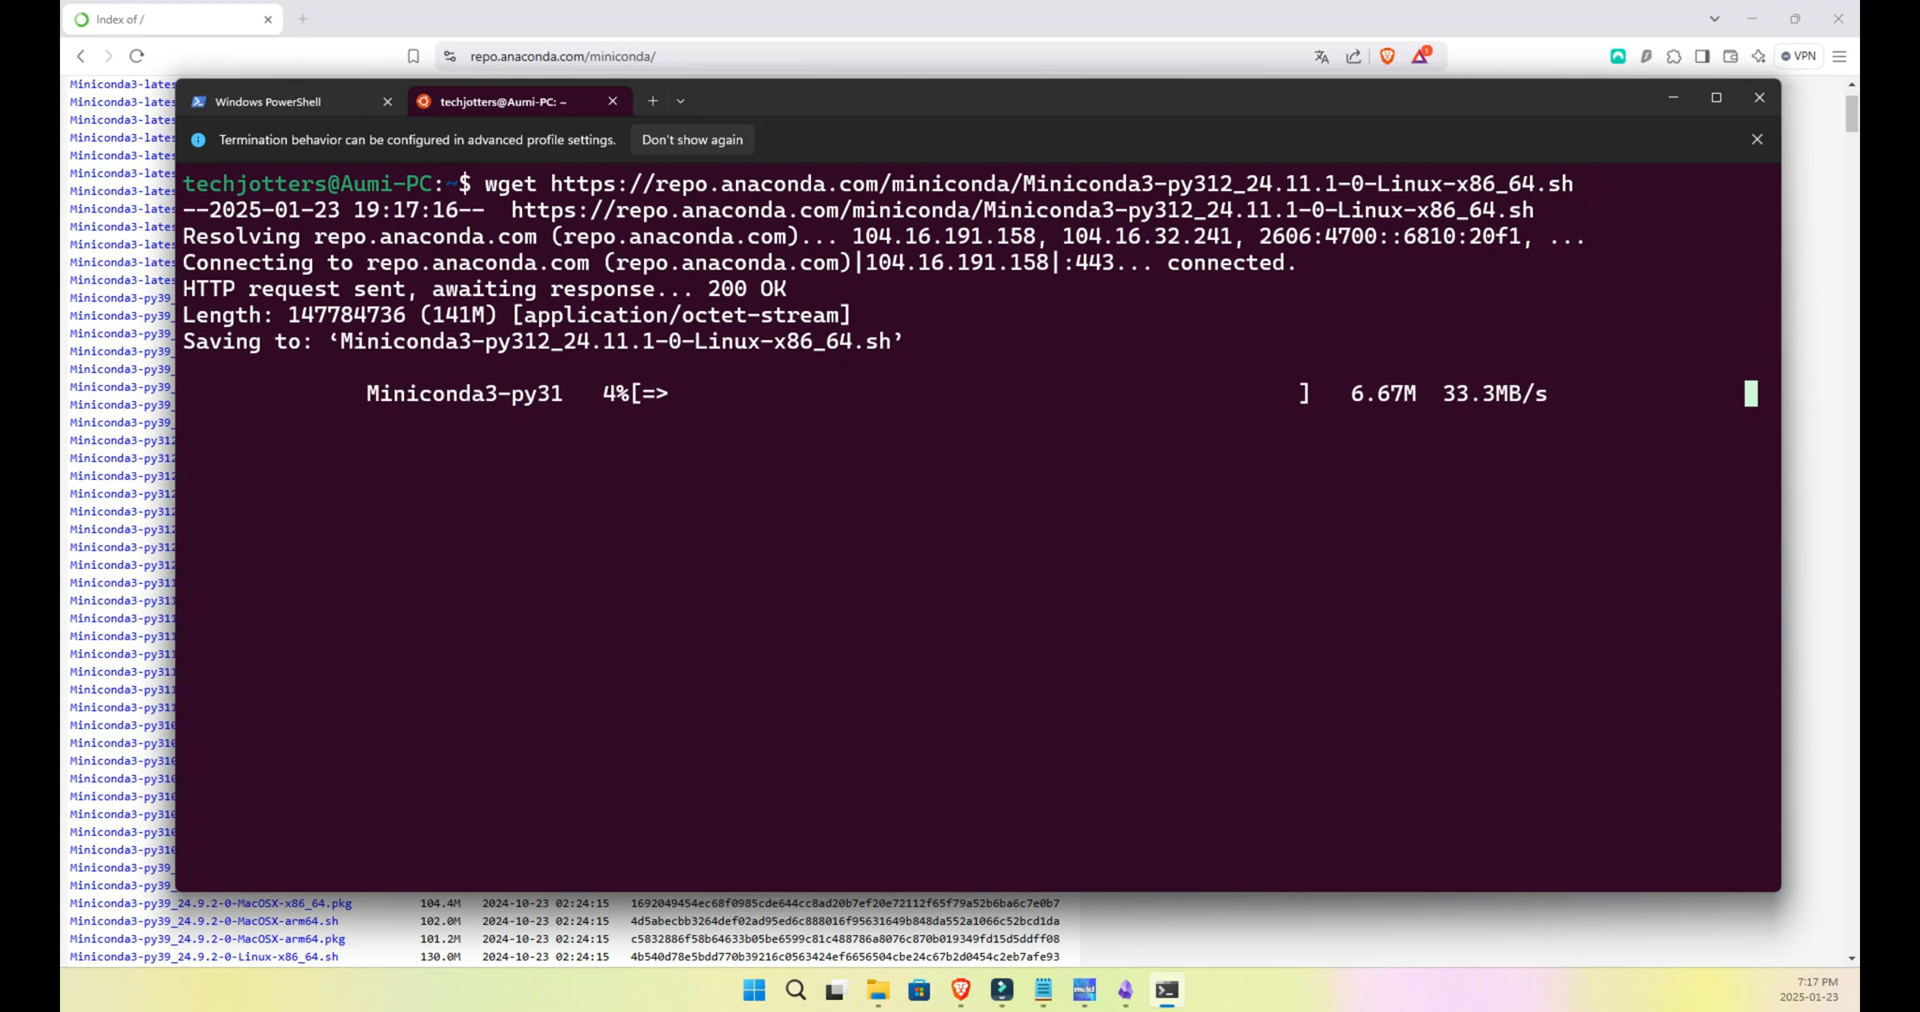 Index of /
repo.anaconda.com/miniconda/
VPN
Windows PowerShell
techjotters@Aumi-PC: ~
Termination behavior can be configured in advanced profile settings.
Don't show again
techjotters@Aumi-PC:~$ wget https://repo.anaconda.com/miniconda/Miniconda3-py312_24.11.1-0-Linux-x86_64.sh
--2025-01-23 19:17:16--  https://repo.anaconda.com/miniconda/Miniconda3-py312_24.11.1-0-Linux-x86_64.sh
Resolving repo.anaconda.com (repo.anaconda.com)... 104.16.191.158, 104.16.32.241, 2606:4700::6810:20f1, ...
Connecting to repo.anaconda.com (repo.anaconda.com)|104.16.191.158|:443... connected.
HTTP request sent, awaiting response... 200 OK
Length: 147784736 (141M) [application/octet-stream]
Saving to: ‘Miniconda3-py312_24.11.1-0-Linux-x86_64.sh’
Miniconda3-py31   4%[=>                    ]   6.67M  33.3MB/s
Miniconda3-lates
Miniconda3-lates
Miniconda3-lates
Miniconda3-lates
Miniconda3-lates
Miniconda3-lates
Miniconda3-lates
Miniconda3-lates
Miniconda3-lates
Miniconda3-lates
Miniconda3-lates
Miniconda3-lates
Miniconda3-py39_
Miniconda3-py39_
Miniconda3-py39_
Miniconda3-py39_
Miniconda3-py39_
Miniconda3-py39_
Miniconda3-py39_
Miniconda3-py39_
Miniconda3-py312
Miniconda3-py312
Miniconda3-py312
Miniconda3-py312
Miniconda3-py312
Miniconda3-py312
Miniconda3-py312
Miniconda3-py312
Miniconda3-py311
Miniconda3-py311
Miniconda3-py311
Miniconda3-py311
Miniconda3-py311
Miniconda3-py311
Miniconda3-py311
Miniconda3-py311
Miniconda3-py310
Miniconda3-py310
Miniconda3-py310
Miniconda3-py310
Miniconda3-py310
Miniconda3-py310
Miniconda3-py310
Miniconda3-py310
Miniconda3-py39_
Miniconda3-py39_
Miniconda3-py39_24.9.2-0-MacOSX-x86_64.pkg 104.4M 2024-10-23 02:24:15 1692049454ec68f0985cde644cc8ad20b7ef20e72112f65f79a52b6ba6c7e0b7
Miniconda3-py39_24.9.2-0-MacOSX-arm64.sh 102.0M 2024-10-23 02:24:15 4d5abecbb3264def02ad95ed6c888016f95631649b848da552a1066c52bcd1da
Miniconda3-py39_24.9.2-0-MacOSX-arm64.pkg 101.2M 2024-10-23 02:24:15 c5832886f58b64633b05be6599c81c488786a8076c870b019349fd15d5ddff08
Miniconda3-py39_24.9.2-0-Linux-x86_64.sh 130.0M 2024-10-23 02:24:15 4b540d78e5bdd770b39216c0563424ef6656504cbe24c67b2d0454c2eb7afe93
7:17 PM
2025-01-23